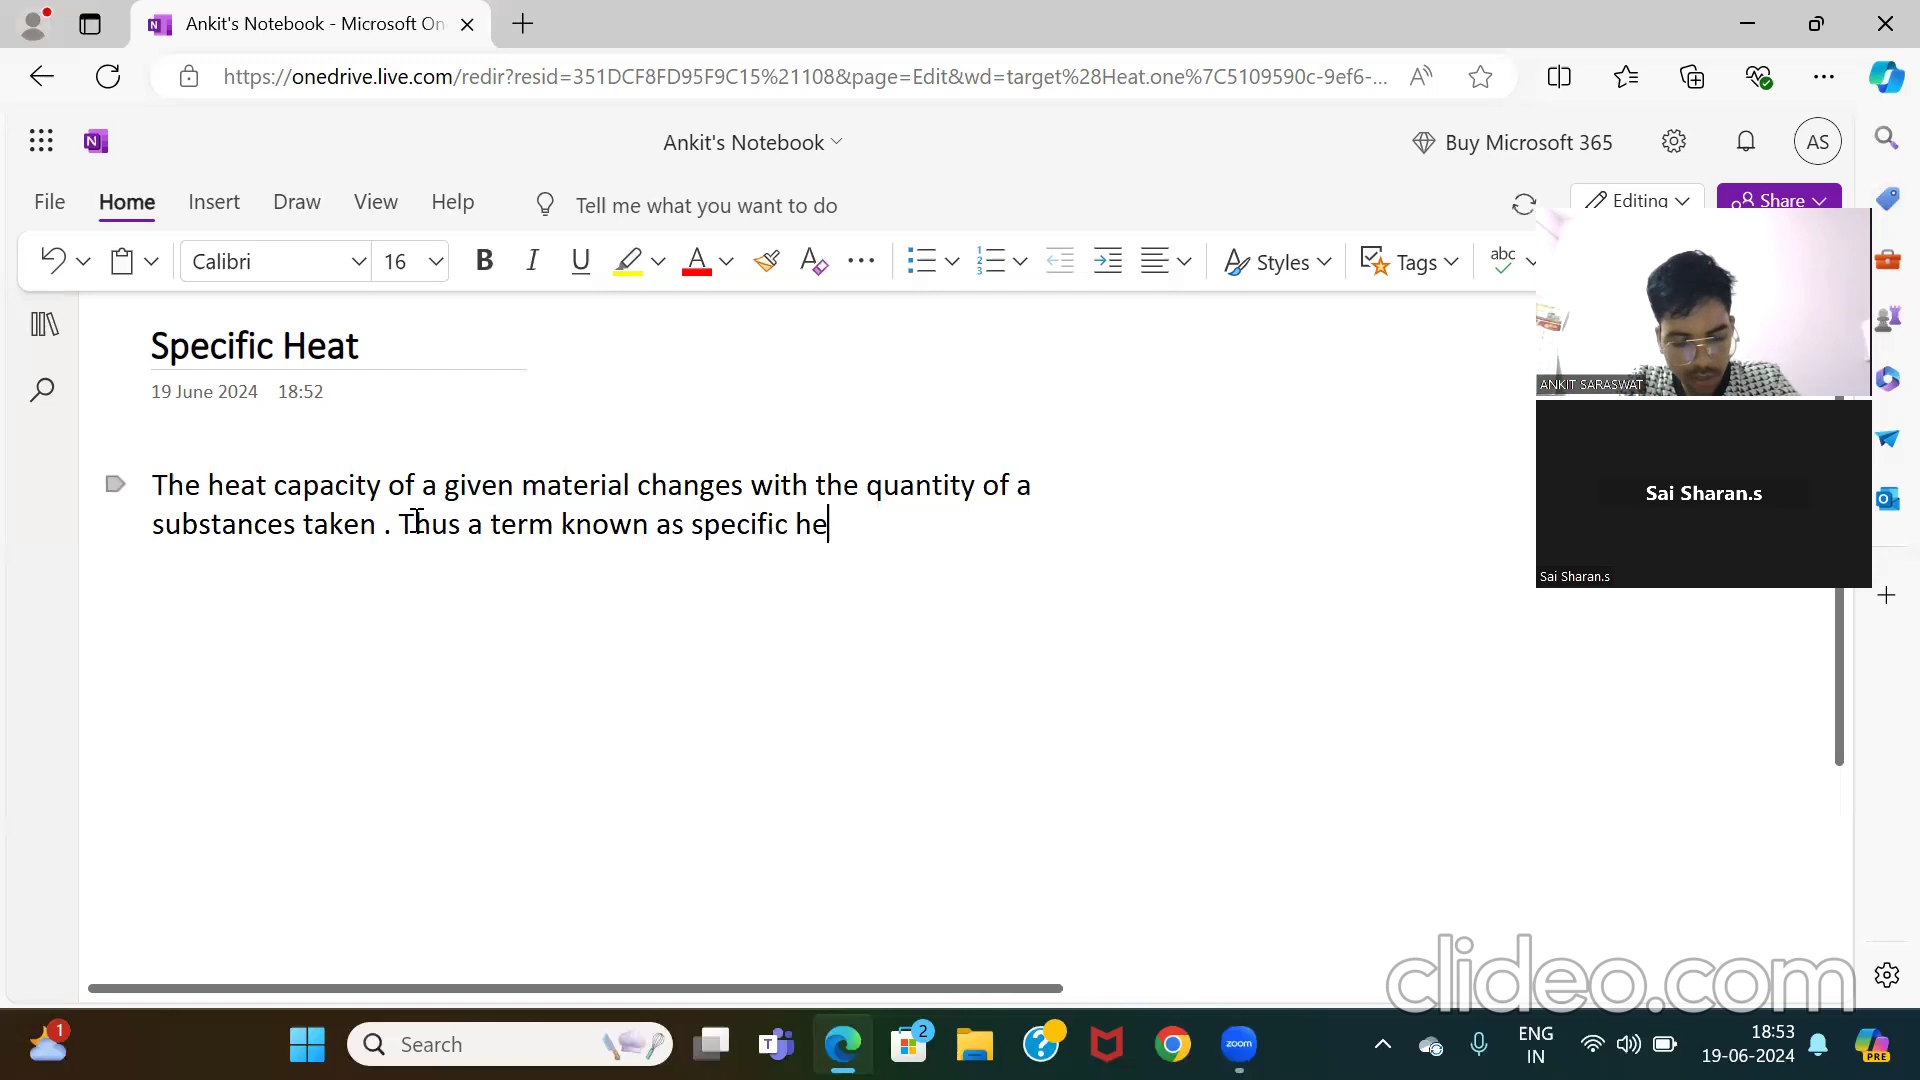 Ankit's Notebook - Microsoft On
https://onedrive.live.com/redir?resid=351DCF8FD95F9C15%21108&page=Edit&wd=target%28Heat.one%7C5109590c-9ef6-...
Ankit's Notebook
Buy Microsoft 365
AS
File Home Insert Draw View Help Tell me what you want to do
Editing Share
Calibri 16 B I U A Styles Tags abc
Specific Heat
19 June 2024 18:52
The heat capacity of a given material changes with the quantity of a
substances taken . Thus a term known as specific he
ANKIT SARASWAT
Sai Sharan.s
Sai Sharan.s
clideo.com
1
Search
2
zoom
ENG
IN
18:53
19-06-2024
PRE